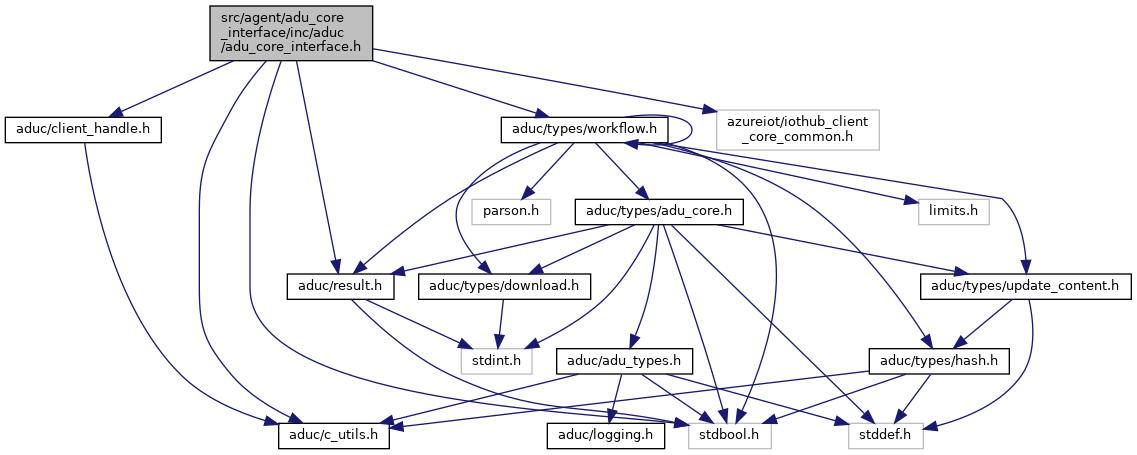 src/agent/adu_core
_interface/inc/aduc
/adu_core_interface.h
aduc/client_handle.h
aduc/types/workflow.h
azureiot/iothub_client
_core_common.h
parson.h
aduc/types/adu_core.h
limits.h
aduc/result.h
aduc/types/download.h
aduc/types/update_content.h
stdint.h
aduc/adu_types.h
aduc/types/hash.h
aduc/c_utils.h
aduc/logging.h
stdbool.h
stddef.h